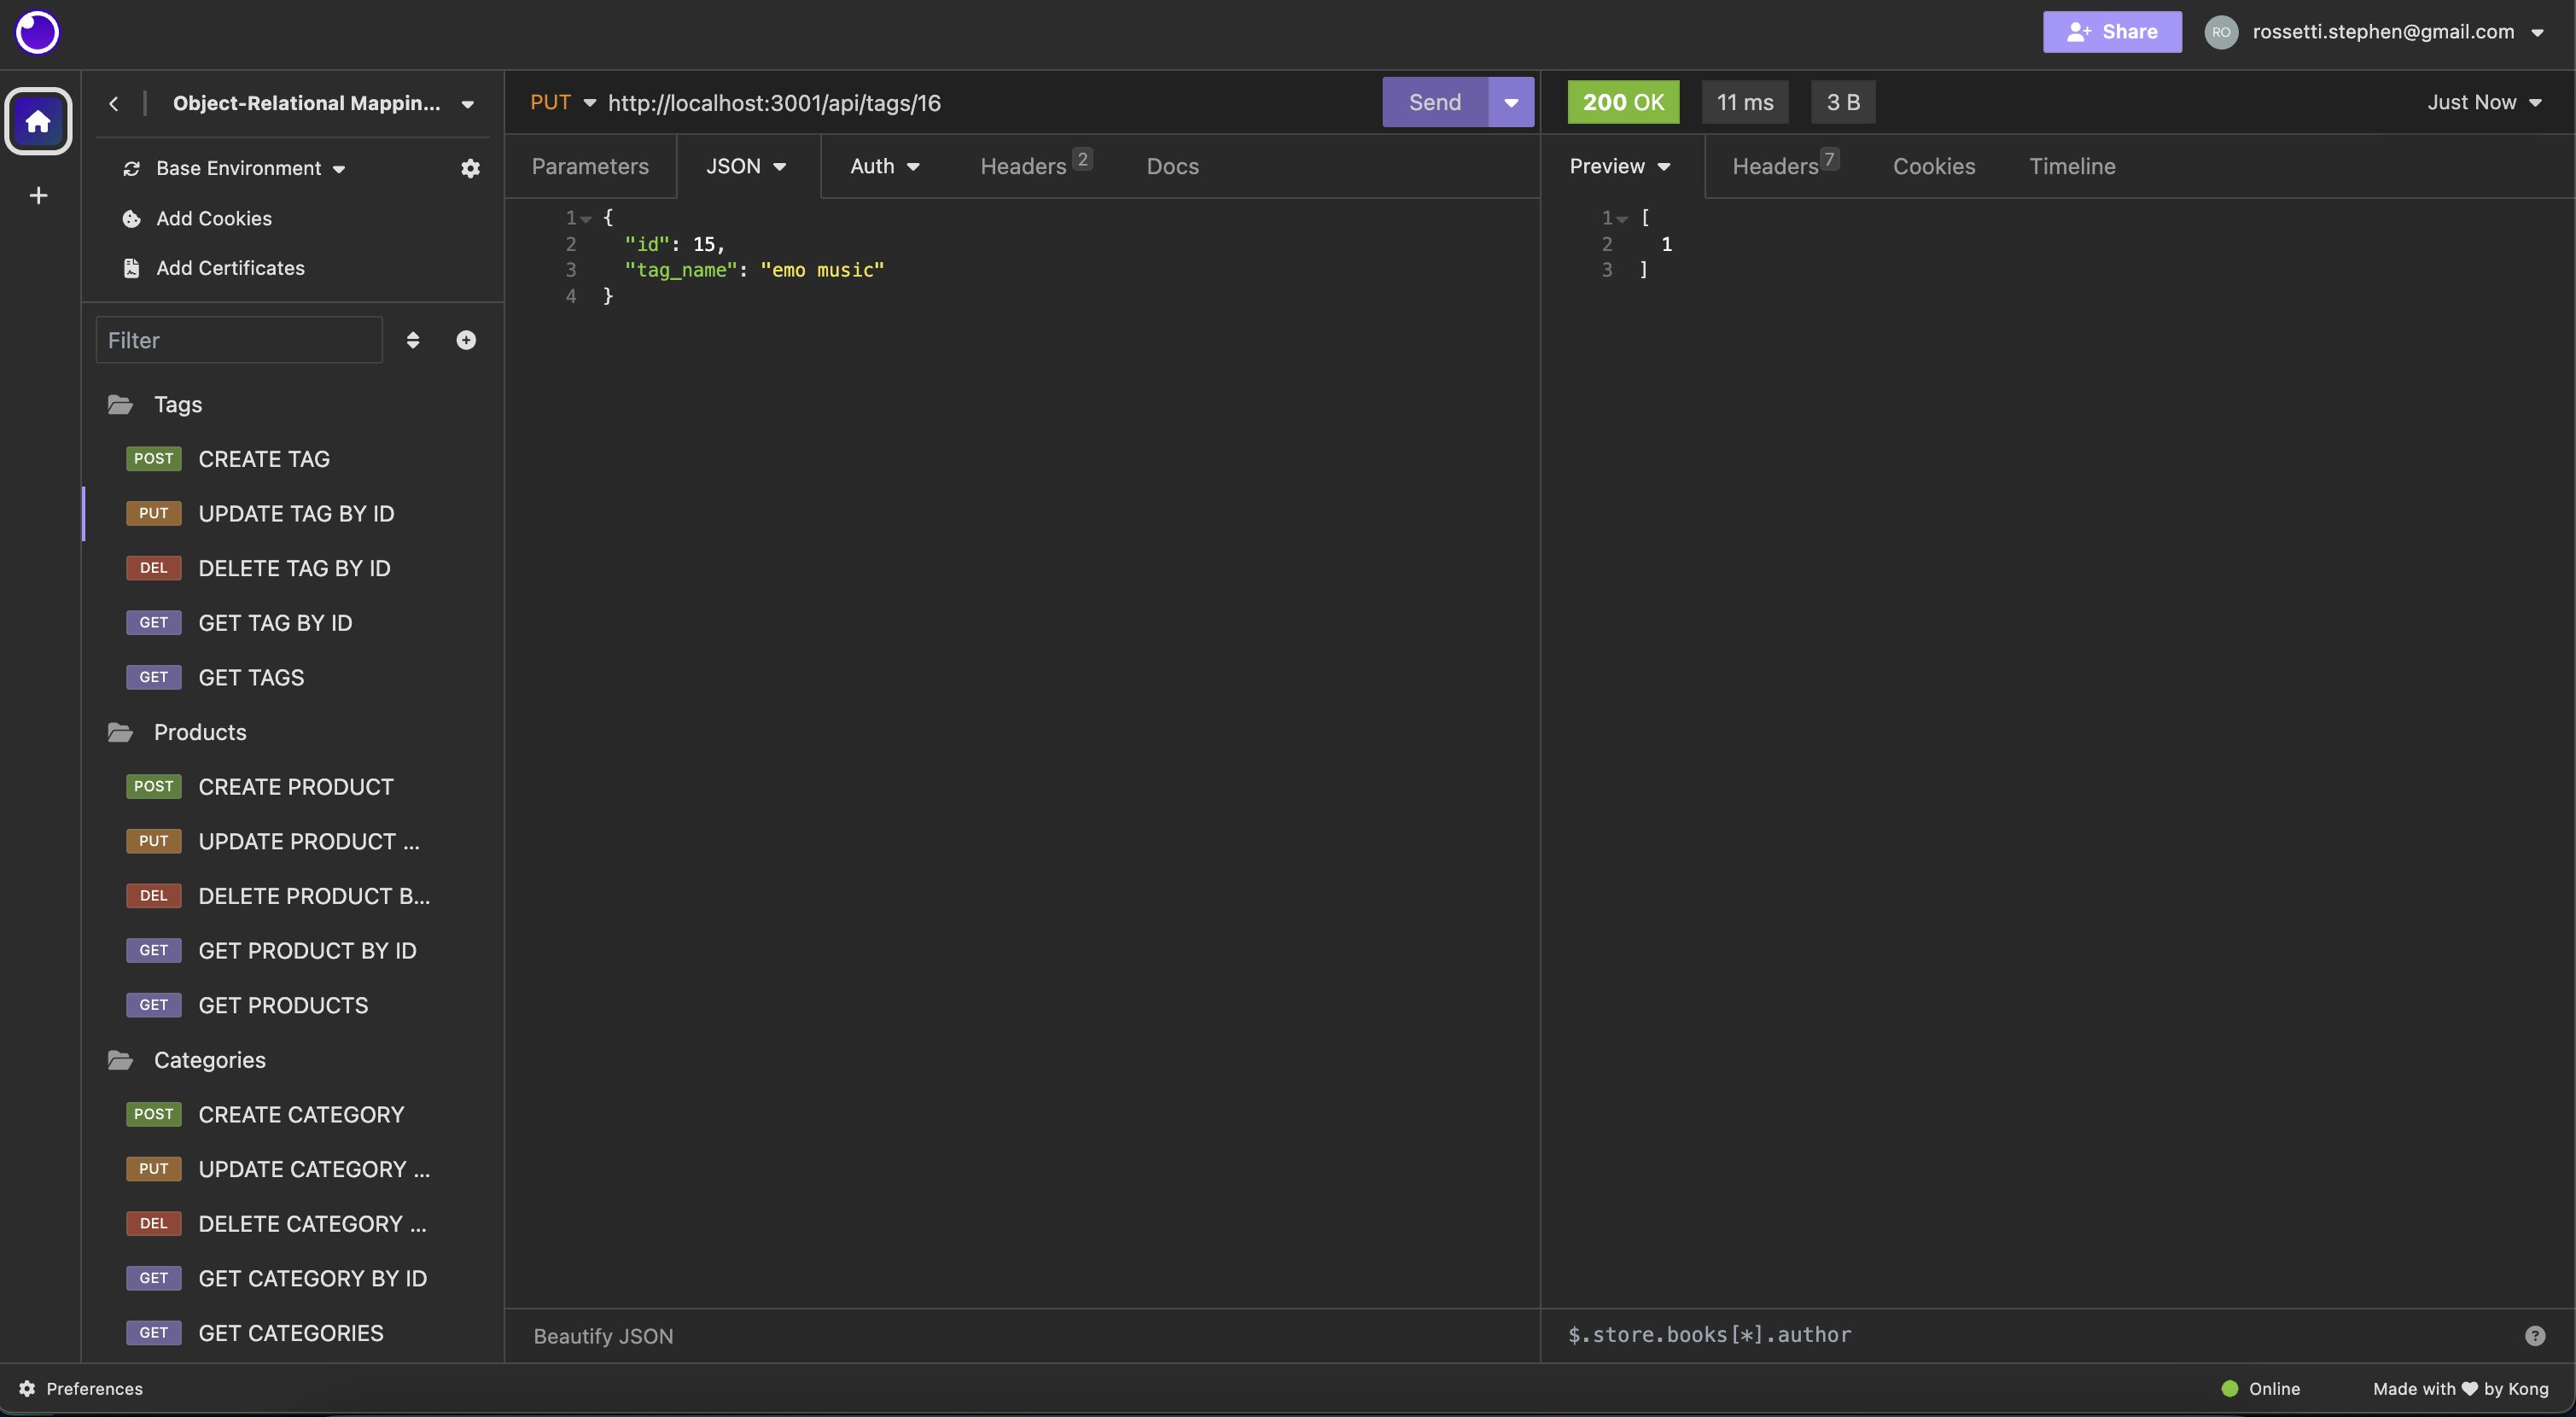 Share
RO
rossetti.stephen@gmail.com
Object-Relational Mappin...
Base Environment
Add Cookies
Add Certificates
Filter
Tags
POST CREATE TAG
PUT UPDATE TAG BY ID
DEL DELETE TAG BY ID
GET GET TAG BY ID
GET GET TAGS
Products
POST CREATE PRODUCT
PUT UPDATE PRODUCT ...
DEL DELETE PRODUCT B...
GET GET PRODUCT BY ID
GET GET PRODUCTS
Categories
POST CREATE CATEGORY
PUT UPDATE CATEGORY ...
DEL DELETE CATEGORY ...
GET GET CATEGORY BY ID
GET GET CATEGORIES
PUT http://localhost:3001/api/tags/16 Send
Parameters JSON Auth Headers 2 Docs
1 {
2 "id": 15,
3 "tag_name": "emo music"
4 }
Beautify JSON
200 OK 11 ms 3 B Just Now
Preview Headers 7 Cookies Timeline
1 [
2 1
3 ]
$.store.books[*].author ?
Preferences
Online
Made with ♥ by Kong